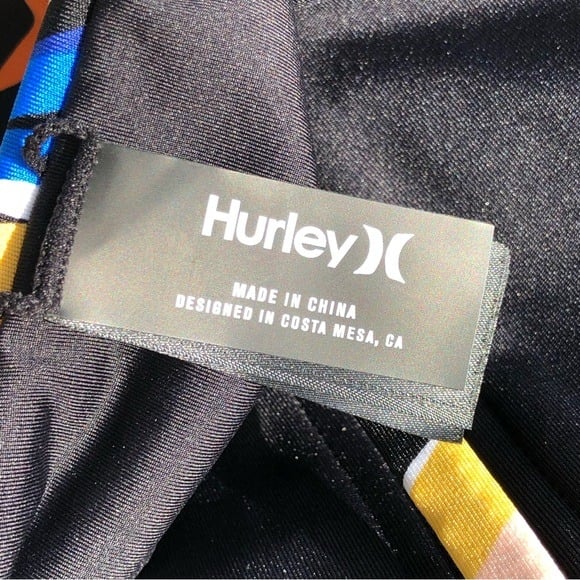 Hurley
MADE IN CHINA
DESIGNED IN COSTA MESA, CA